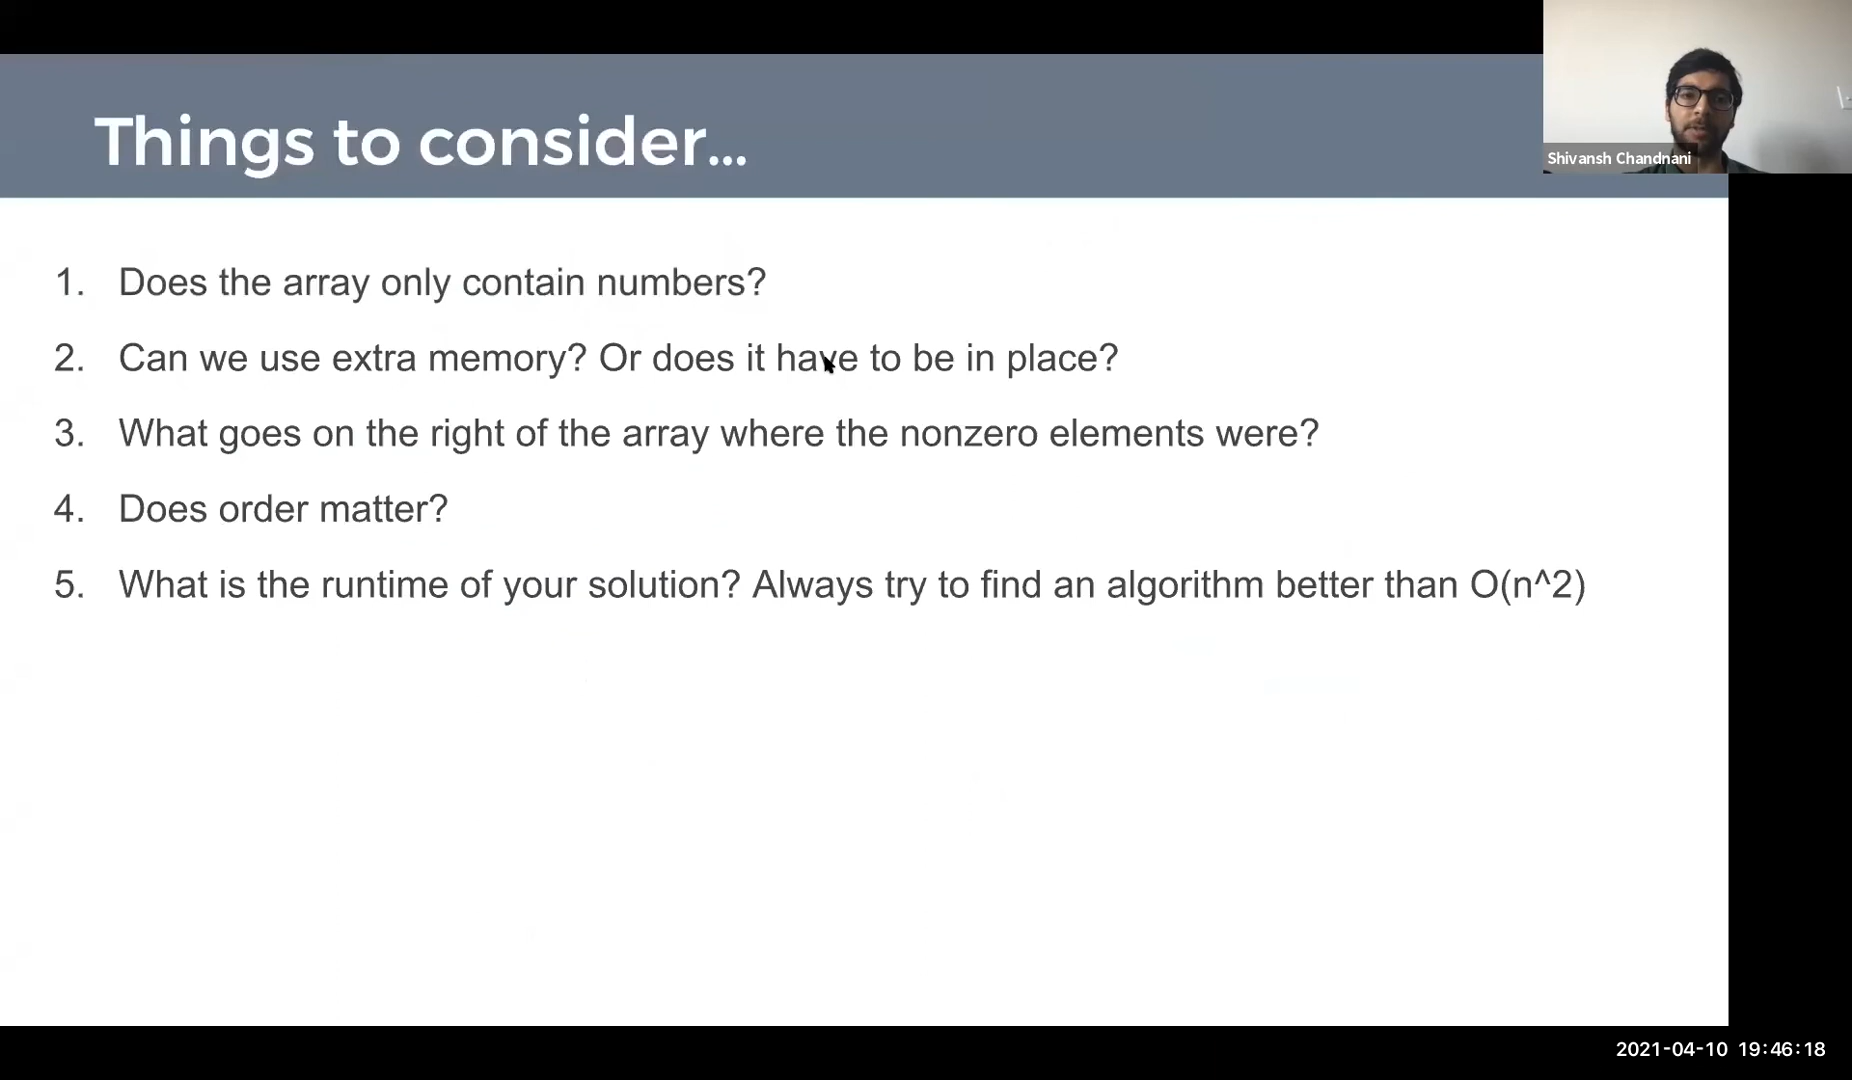 Things to consider...
Shivansh Chandnani
1. Does the array only contain numbers?
2. Can we use extra memory? Or does it have to be in place?
3. What goes on the right of the array where the nonzero elements were?
4. Does order matter?
5. What is the runtime of your solution? Always try to find an algorithm better than O(n^2)
2021-04-10 19:46:18